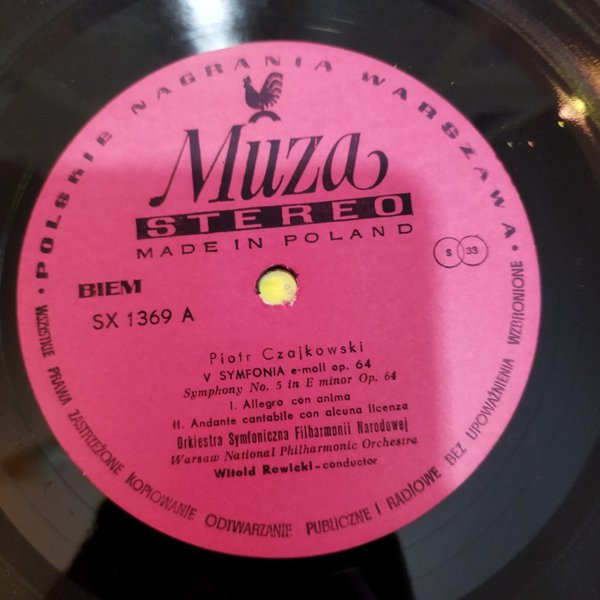 • POLSKIE NAGRANIA WARSZAWA •
Muza
STEREO
MADE IN POLAND
S 33
BIEM
SX 1369 A
Piotr Czajkowski
V SYMFONIA e-moll op. 64
Symphony No. 5 in E minor Op. 64
I. Allegro con anima
II. Andante cantabile con alcuna licenza
Orkiestra Symfoniczna Filharmonii Narodowej
Warsaw National Philharmonic Orchestra
Witold Rowicki-conductor
WSZYSTKIE PRAWA ZASTRZEŻONE KOPIOWANIE ODTWARZANIE PUBLICZNE I RADIOWE BEZ UPOWAŻNIENIA WZBRONIONE